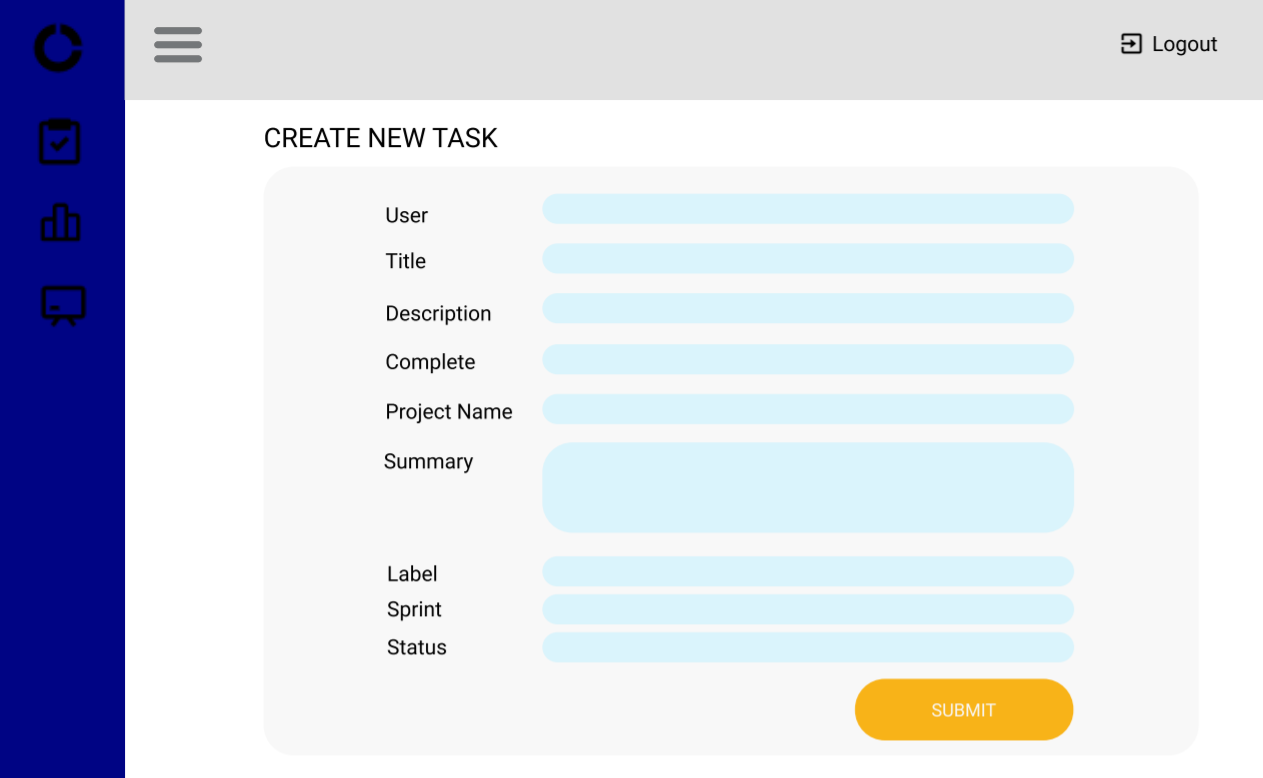 Logout
CREATE NEW TASK
User
Title
Description
Complete
Project Name
Summary
Label
Sprint
Status
SUBMIT